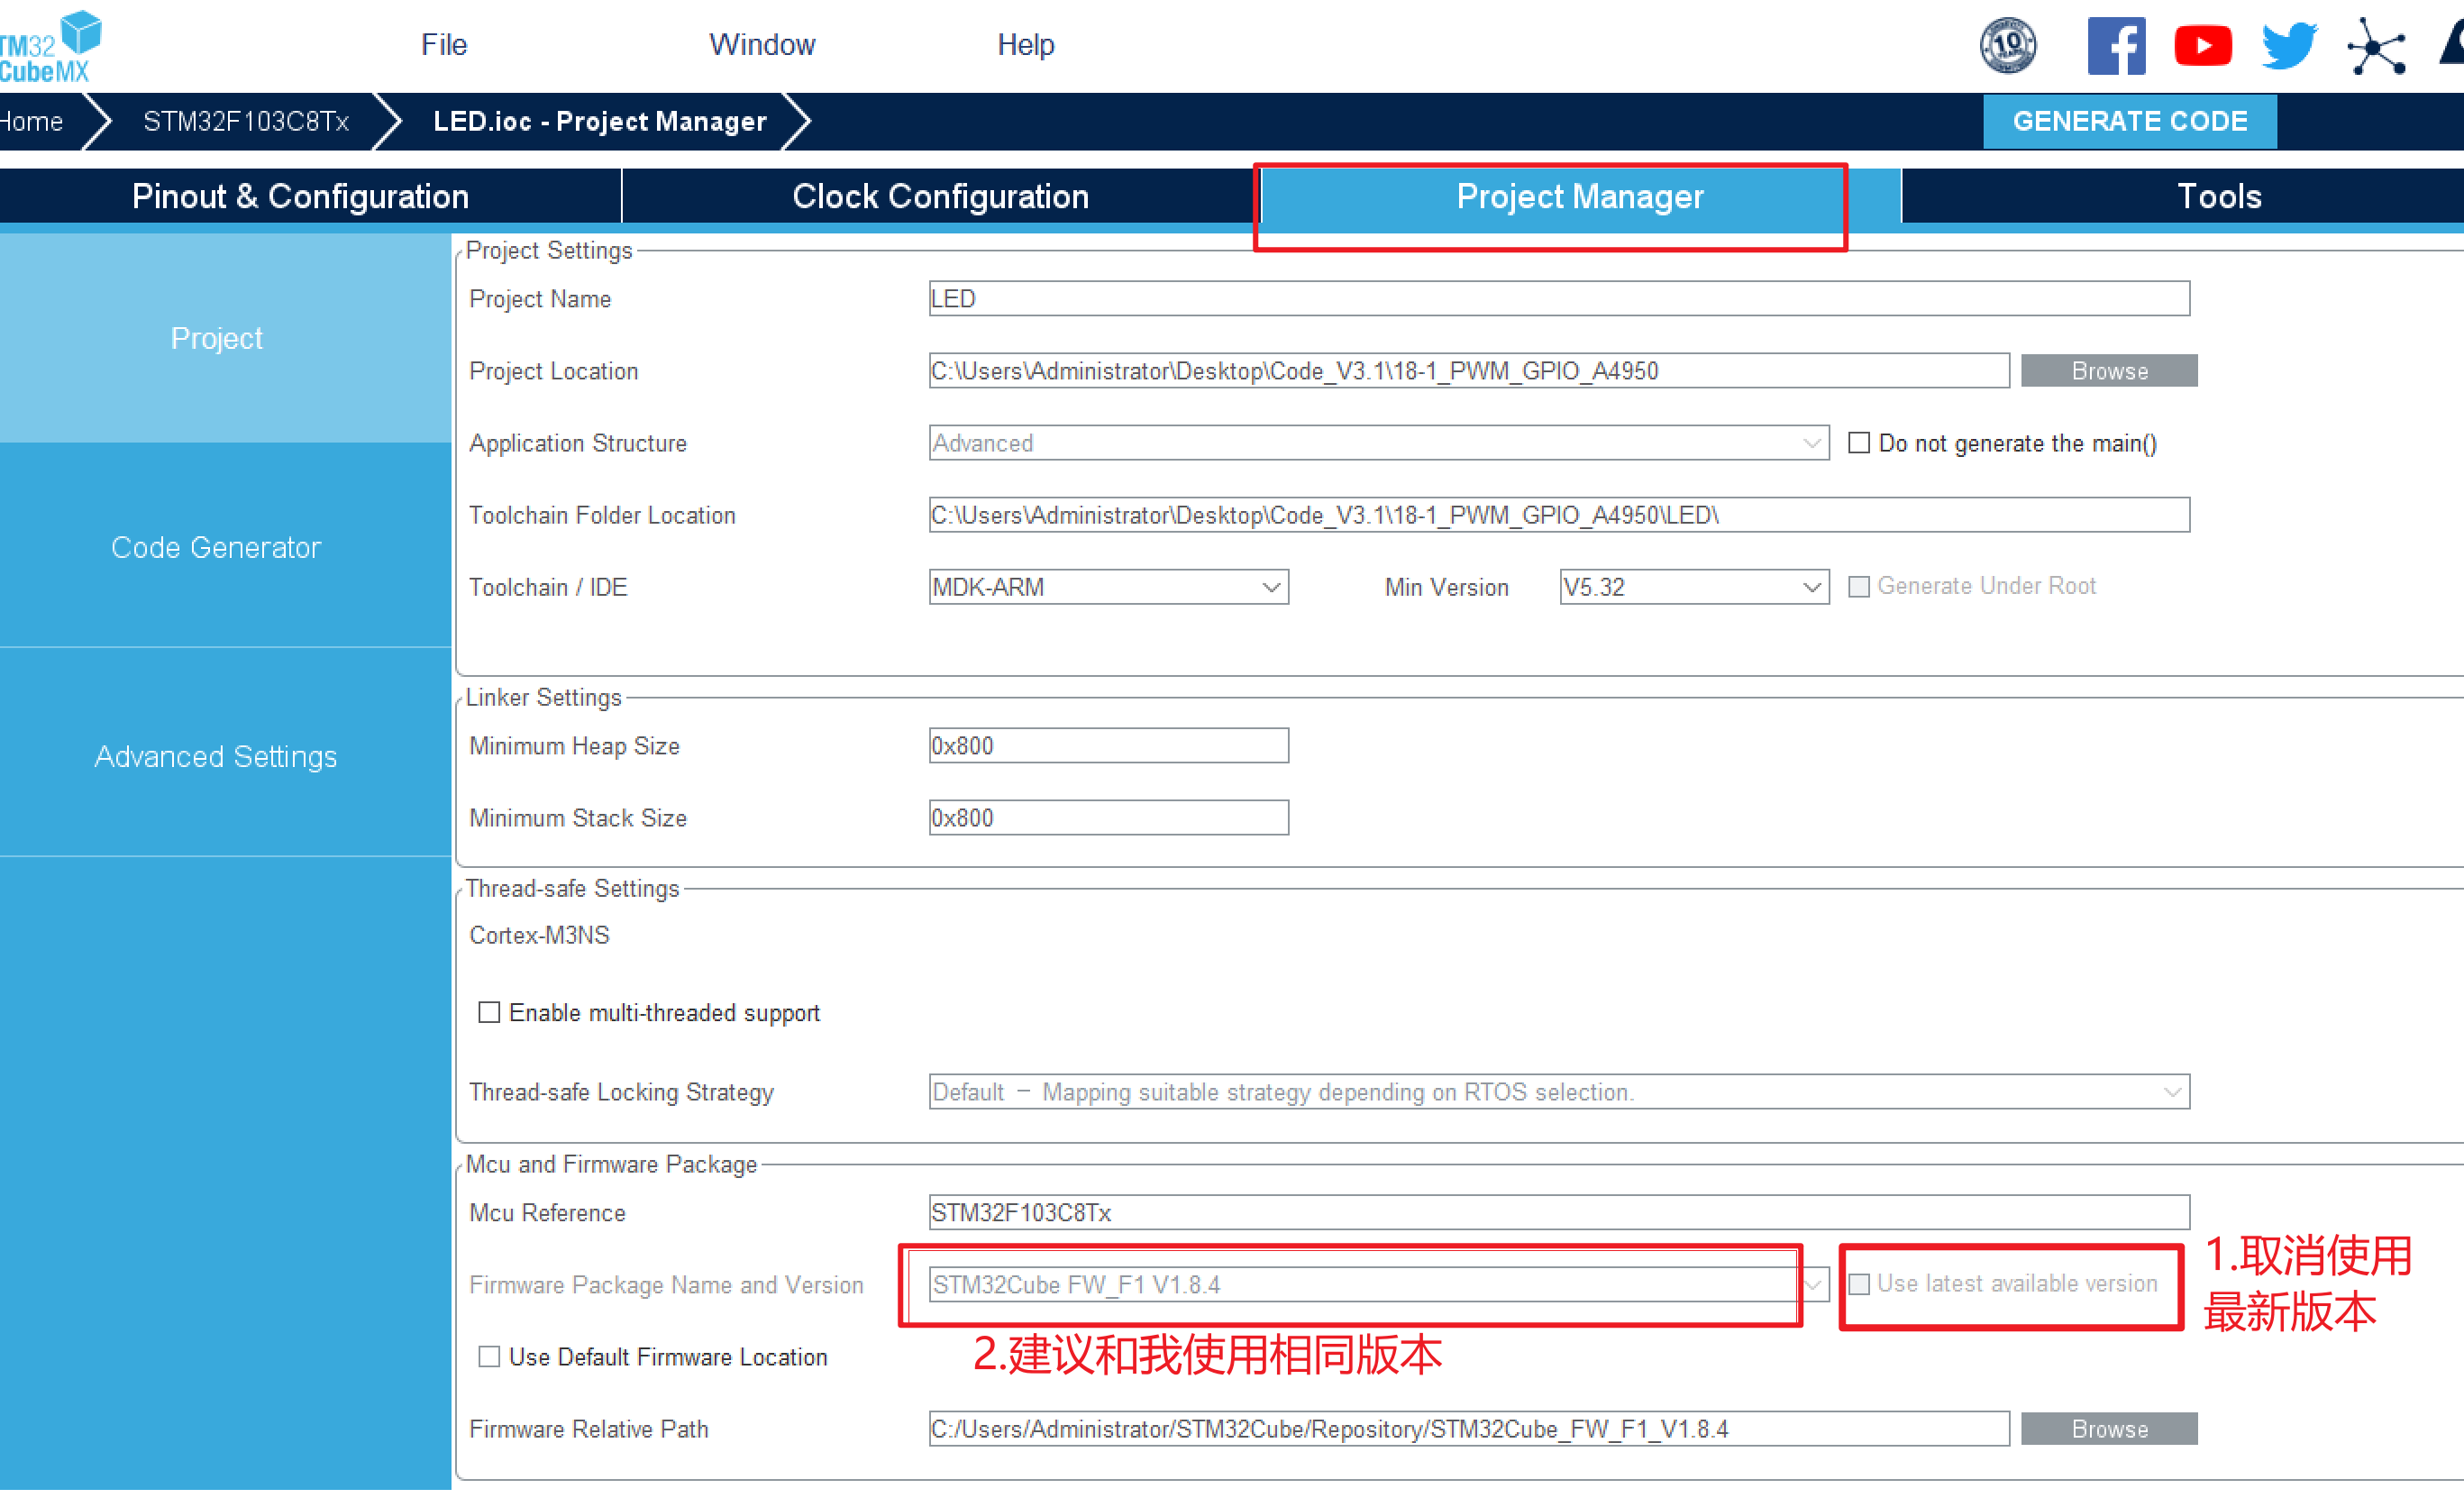 TM32
CubeMX
File
Window
Help
10
Home
STM32F103C8Tx
LED.ioc - Project Manager
GENERATE CODE
Pinout & Configuration
Clock Configuration
Project Manager
Tools
Project
Code Generator
Advanced Settings
Project Settings
Project Name
LED
Project Location
C:\Users\Administrator\Desktop\Code_V3.1\18-1_PWM_GPIO_A4950
Browse
Application Structure
Advanced
Do not generate the main()
Toolchain Folder Location
C:\Users\Administrator\Desktop\Code_V3.1\18-1_PWM_GPIO_A4950\LED\
Toolchain / IDE
MDK-ARM
Min Version
V5.32
Generate Under Root
Linker Settings
Minimum Heap Size
0x800
Minimum Stack Size
0x800
Thread-safe Settings
Cortex-M3NS
Enable multi-threaded support
Thread-safe Locking Strategy
Default – Mapping suitable strategy depending on RTOS selection.
Mcu and Firmware Package
Mcu Reference
STM32F103C8Tx
Firmware Package Name and Version
STM32Cube FW_F1 V1.8.4
Use latest available version
1.取消使用
最新版本
2.建议和我使用相同版本
Use Default Firmware Location
Firmware Relative Path
C:/Users/Administrator/STM32Cube/Repository/STM32Cube_FW_F1_V1.8.4
Browse